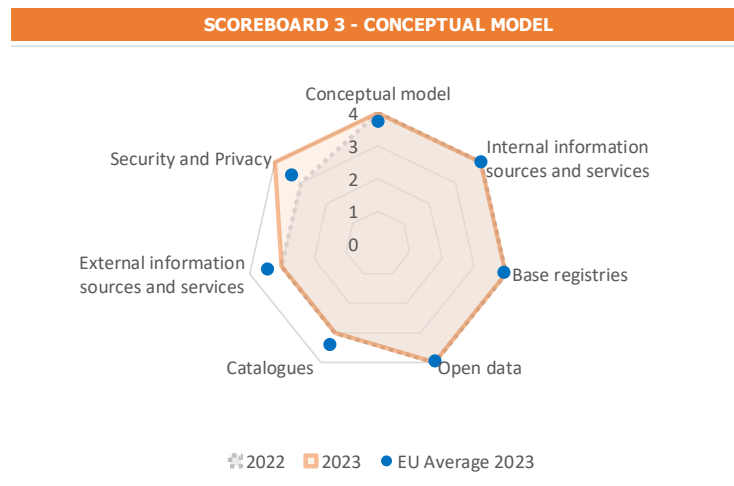 SCOREBOARD 3 - CONCEPTUAL MODEL
Conceptual model
4
3
2
1
0
Internal information
sources and services
Base registries
Open data
Catalogues
External information
sources and services
Security and Privacy
2022
2023
EU Average 2023